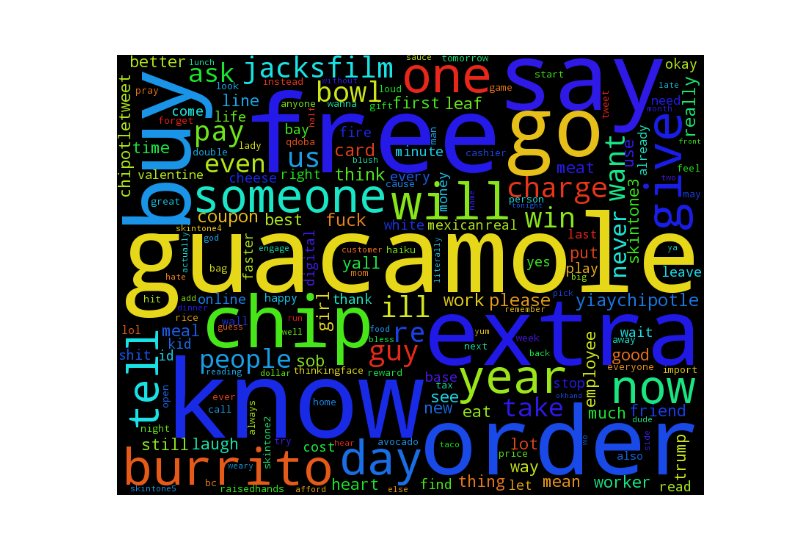 better
lunch
jacksfilm
sauce
tomorrow
okay
pray
look
ask
instead
one
without
say
start
late
chipotletweet
buy
double
line
bowl
anyone
wanna
loud
game
tweet
need
really
come
forget
life
half
gift
first
leaf
free
go
month
front
time
pay
lady
bay
qdoba
fire
card
man
minute
cashier
us
already
use
want
give
valentine
even
cheese
right
blush
think
cause
every
money
meat
charge
person
two
feel
may
great
someone
will
win
never
skintone3
skintone4
coupon
best
fuck
white
mexicanreal
last
put
ya
actually
god
engage
faster
digital
haiku
customer
yall
literally
tonight
yes
play
big
leave
guacamole
hate
bag
mom
hit
add
online
happy
thank
girl
ill
work
please
pick
yiaychipotle
dinner
rice
run
wall
food
yum
remember
lol
meal
guess
well
chip
bless
re
week
away
wait
shit
id
kid
people
sob
guy
next
back
extra
good
everyone
import
tell
reading
dollar
thinkingface
reward
base
year
stop
employee
open
ever
call
know
home
tax
see
now
okhand
night
always
new
eat
take
much
friend
dude
still
laugh
try
cost
hear
avocado
day
taco
order
lot
price
also
side
trump
burrito
weary
skintone2
heart
find
way
thing
mean
worker
skintone5
bc
raisedhands
afford
else
let
read